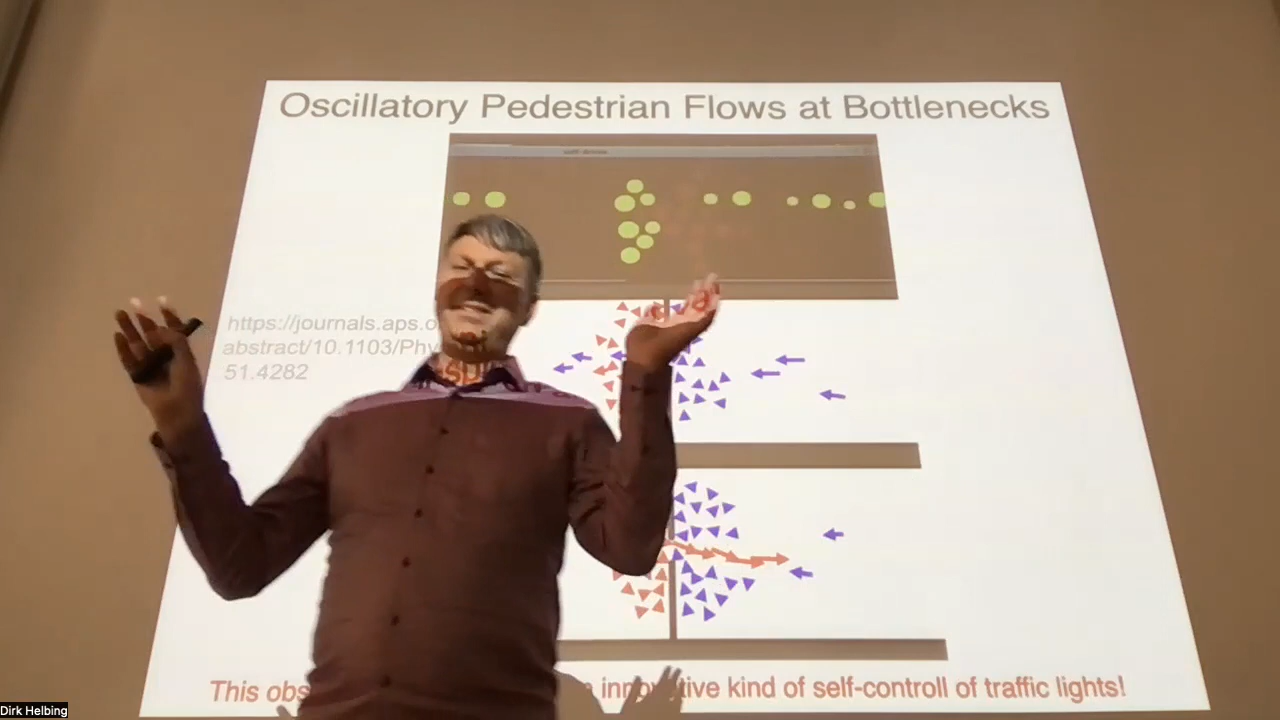 Oscillatory Pedestrian Flows at Bottlenecks
https://journals.aps.o
abstract/10.1103/Phy
51.4282
This obs kind of self-controll of traffic lights!
Dirk Helbing